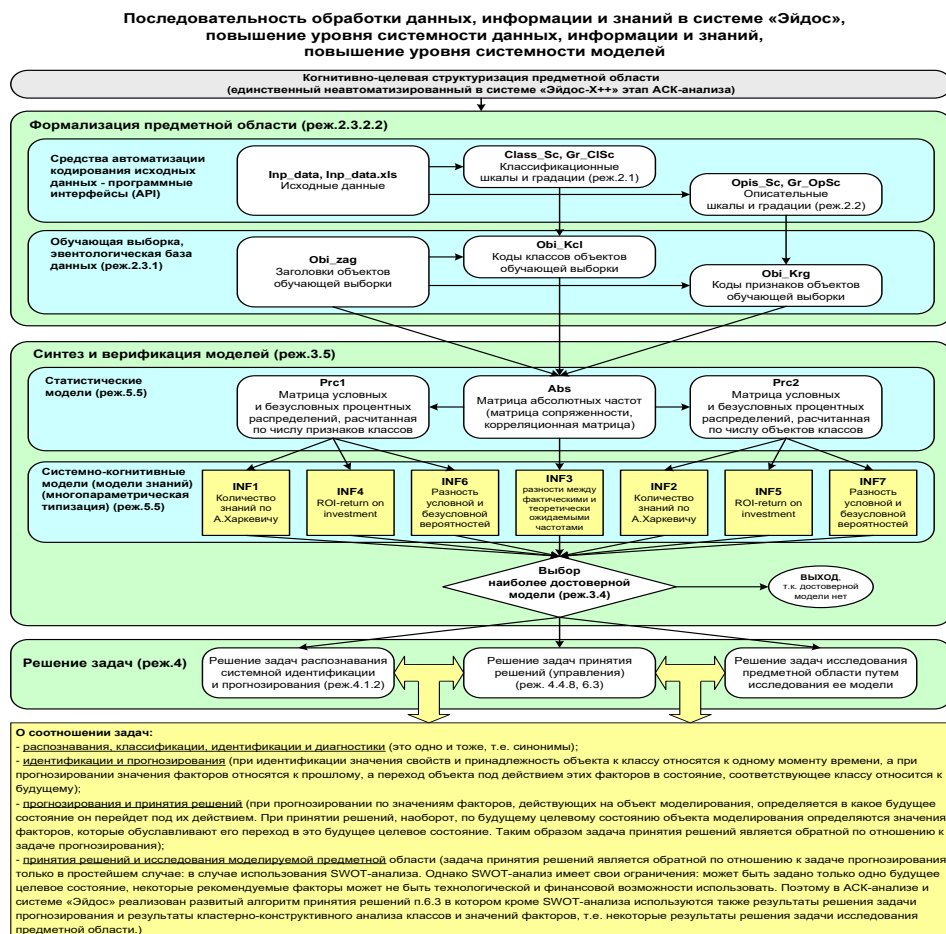 Последовательность обработки данных, информации и знаний в системе «Эйдос»,
повышение уровня системности данных, информации и знаний,
повышение уровня системности моделей
Когнитивно-целевая структуризация предметной области
(единственный неавтоматизированный в системе «Эйдос-Х++» этап АСК-анализа)
Формализация предметной области (реж.2.3.2.2)
Средства автоматизации
кодирования исходных
данных - программные
интерфейсы (API)
Inp_data, Inp_data.xls
Исходные данные
Class_Sc, Gr_ClSc
Классификационные
шкалы и градации (реж.2.1)
Opis_Sc, Gr_OpSc
Описательные
шкалы и градации (реж.2.2)
Обучающая выборка,
эвентологическая база
данных (реж.2.3.1)
Obi_zag
Заголовки объектов
обучающей выборки
Obi_Kcl
Коды классов объектов
обучающей выборки
Obi_Krg
Коды признаков объектов
обучающей выборки
Синтез и верификация моделей (реж.3.5)
Статистические
модели (реж.5.5)
Prc1
Матрица условных
и безусловных процентных
распределений, расчитанная
по числу признаков классов
Abs
Матрица абсолютных частот
(матрица сопряженности,
корреляционная матрица)
Prc2
Матрица условных
и безусловных процентных
распределений, расчитанная
по числу объектов классов
Системно-когнитивные
модели (модели знаний)
(многопараметрическая
типизация) (реж.5.5)
INF1
Количество
знаний по
А.Харкевичу
INF4
ROI-return on
investment
INF6
Разность
условной и
безусловной
вероятностей
INF3
разности между
фактическими и
теоретически
ожидаемыми
частотами
INF2
Количество
знаний по
А.Харкевичу
INF5
ROI-return on
investment
INF7
Разность
условной и
безусловной
вероятностей
Выбор
наиболее достоверной
модели (реж.3.4)
ВЫХОД,
т.к. достоверной
модели нет
Решение задач (реж.4)
Решение задач распознавания
системной идентификации
и прогнозирования (реж.4.1.2)
Решение задач принятия
решений (управления)
(реж. 4.4.8, 6.3)
Решение задач исследования
предметной области путем
исследования ее модели
О соотношении задач:
- распознавания, классификации, идентификации и диагностики (это одно и тоже, т.е. синонимы);
- идентификации и прогнозирования (при идентификации значения свойств и принадлежность объекта к классу относятся к одному моменту времени, а при
прогнозировании значения факторов относятся к прошлому, а переход объекта под действием этих факторов в состояние, соответствующее классу относится к
будущему);
- прогнозирования и принятия решений (при прогнозировании по значениям факторов, действующих на объект моделирования, определяется в какое будущее
состояние он перейдет под их действием. При принятии решений, наоборот, по будущему целевому состоянию объекта моделирования определяются значения
факторов, которые обуславливают его переход в это будущее целевое состояние. Таким образом задача принятия решений является обратной по отношению к
задаче прогнозирования);
- принятия решений и исследования моделируемой предметной области (задача принятия решений является обратной по отношению к задаче прогнозирования
только в простейшем случае: в случае использования SWOT-анализа. Однако SWOT-анализ имеет свои ограничения: может быть задано только одно будущее
целевое состояние, некоторые рекомендуемые факторы может не быть технологической и финансовой возможности использовать. Поэтому в АСК-анализе и
системе «Эйдос» реализован развитый алгоритм принятия решений п.6.3 в котором кроме SWOT-анализа используются также результаты решения задачи
прогнозирования и результаты кластерно-конструктивного анализа классов и значений факторов, т.е. некоторые результаты решения задачи исследования
предметной области.)